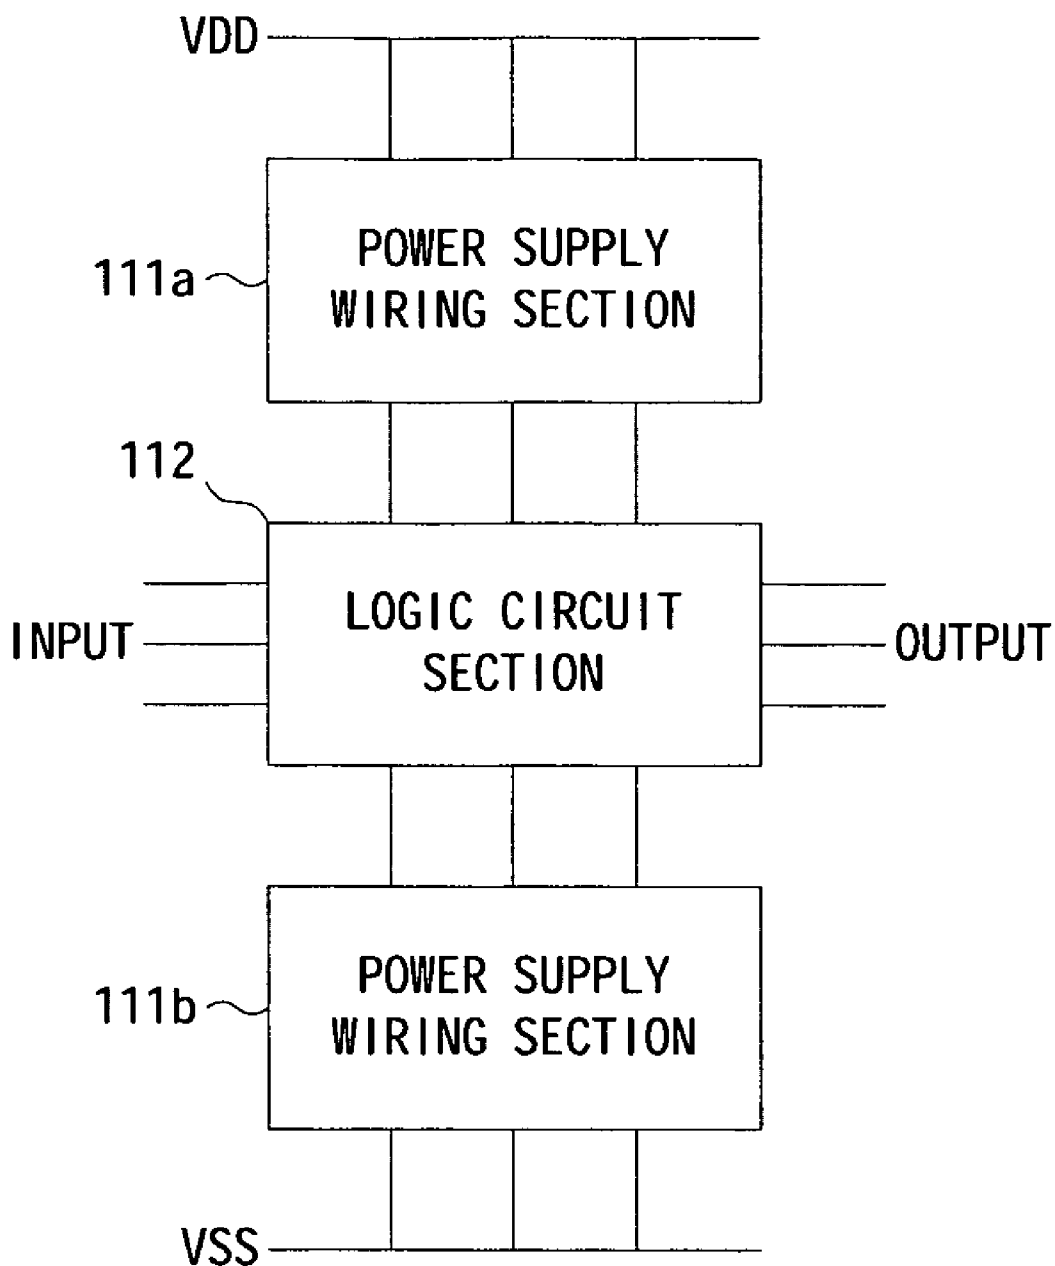 VDD
POWER SUPPLY
WIRING SECTION
111a
112
LOGIC CIRCUIT
SECTION
INPUT
OUTPUT
POWER SUPPLY
WIRING SECTION
111b
VSS